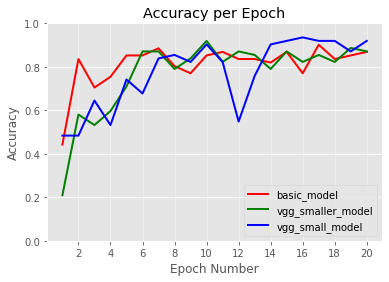 Accuracy per Epoch
1.0
0.8
0.6
0.4
0.2
0.0
Accuracy
basic_model
vgg_smaller_model
vgg_small_model
2 4 6 8 10 12 14 16 18 20
Epoch Number